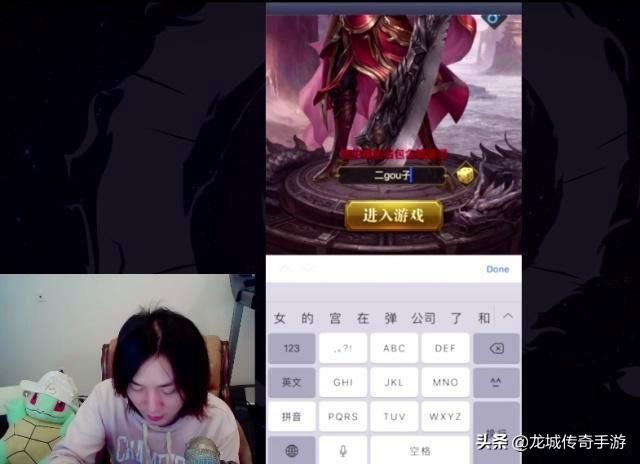 二gou子
进入游戏
Done
女 的 宫 在 弹 公司 了 和
123 ,。?! ABC DEF
英文 GHI JKL MNO ^^
拼音 PQRS TUV WXYZ
空格
CHAMPIONS
头条 @龙城传奇手游